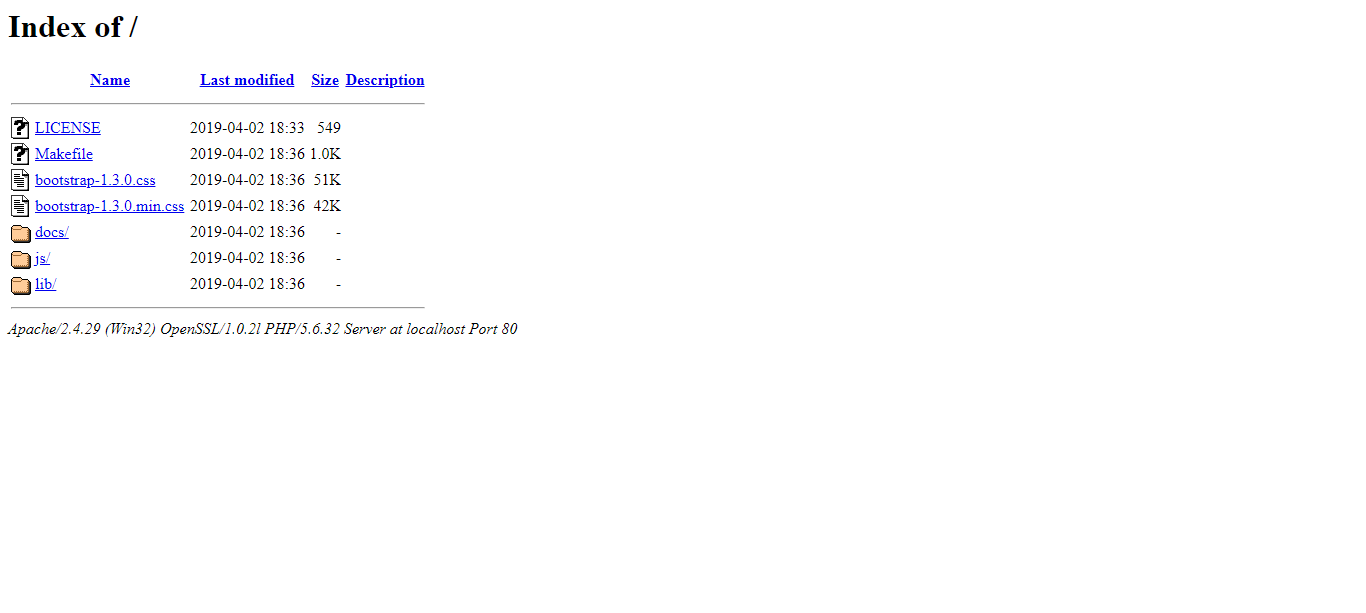 Index of /
Name Last modified Size Description
LICENSE 2019-04-02 18:33 549
Makefile 2019-04-02 18:36 1.0K
bootstrap-1.3.0.css 2019-04-02 18:36 51K
bootstrap-1.3.0.min.css 2019-04-02 18:36 42K
docs/ 2019-04-02 18:36 -
js/ 2019-04-02 18:36 -
lib/ 2019-04-02 18:36 -
Apache/2.4.29 (Win32) OpenSSL/1.0.2l PHP/5.6.32 Server at localhost Port 80